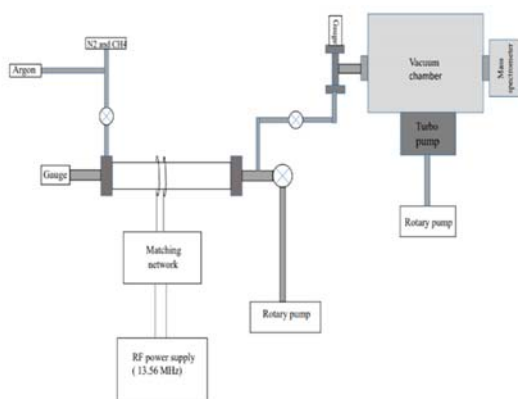 N2 and CH4
Argon
Gauge
Vacuum
chamber
Mass
spectrometer
Turbo
pump
Gauge
Rotary pump
Matching
network
Rotary pump
RF power supply
( 13.56 MHz)